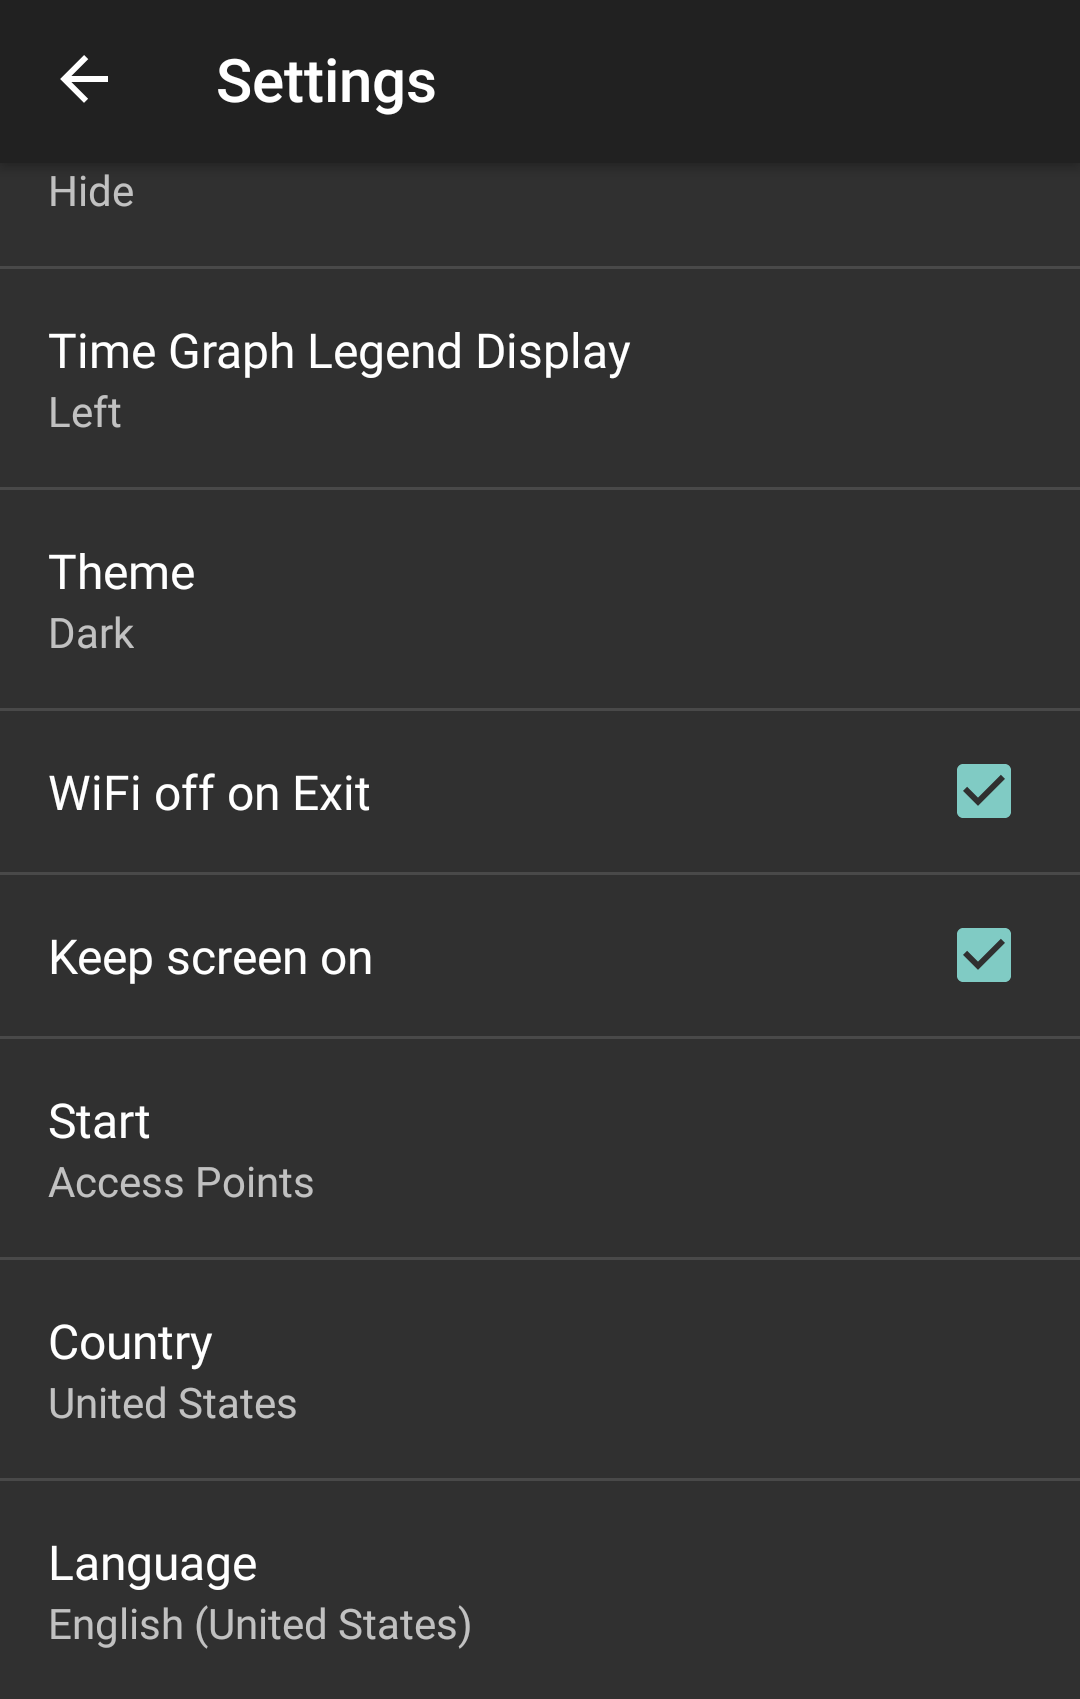 Settings
Hide
Time Graph Legend Display
Left
Theme
Dark
WiFi off on Exit
Keep screen on
Start
Access Points
Country
United States
Language
English (United States)